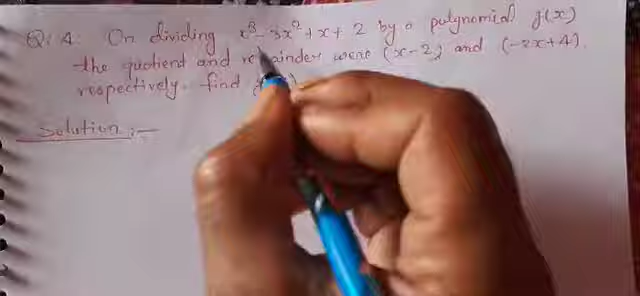 Q. 4. On dividing x³ - 3x² + x + 2 by a polynomial g(x)
the quotient and remainder were (x-2) and (-2x+4)
respectively. find
Solution :-